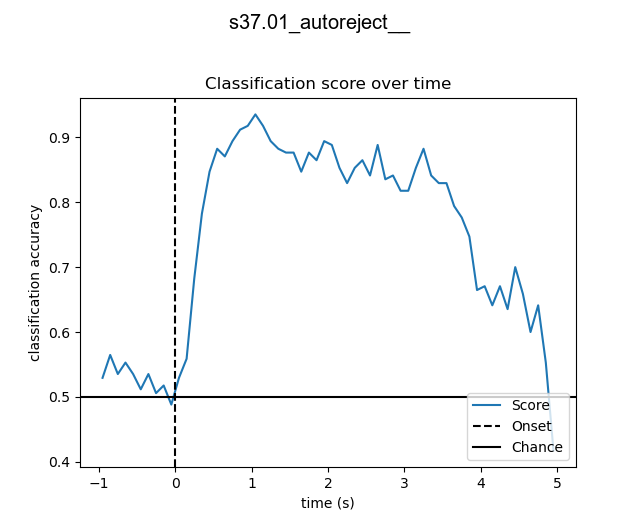 s37.01_autoreject__
Classification score over time
classification accuracy
0.9
0.8
0.7
0.6
0.5
0.4
Score
Onset
Chance
−1
0
1
2
3
4
5
time (s)